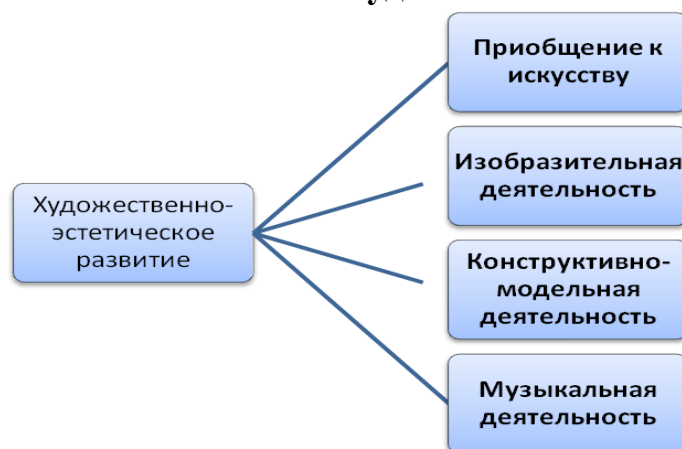 Приобщение к
искусству
Изобразительная
деятельность
Художественно-
эстетическое
развитие
Конструктивно-
модельная
деятельность
Музыкальная
деятельность